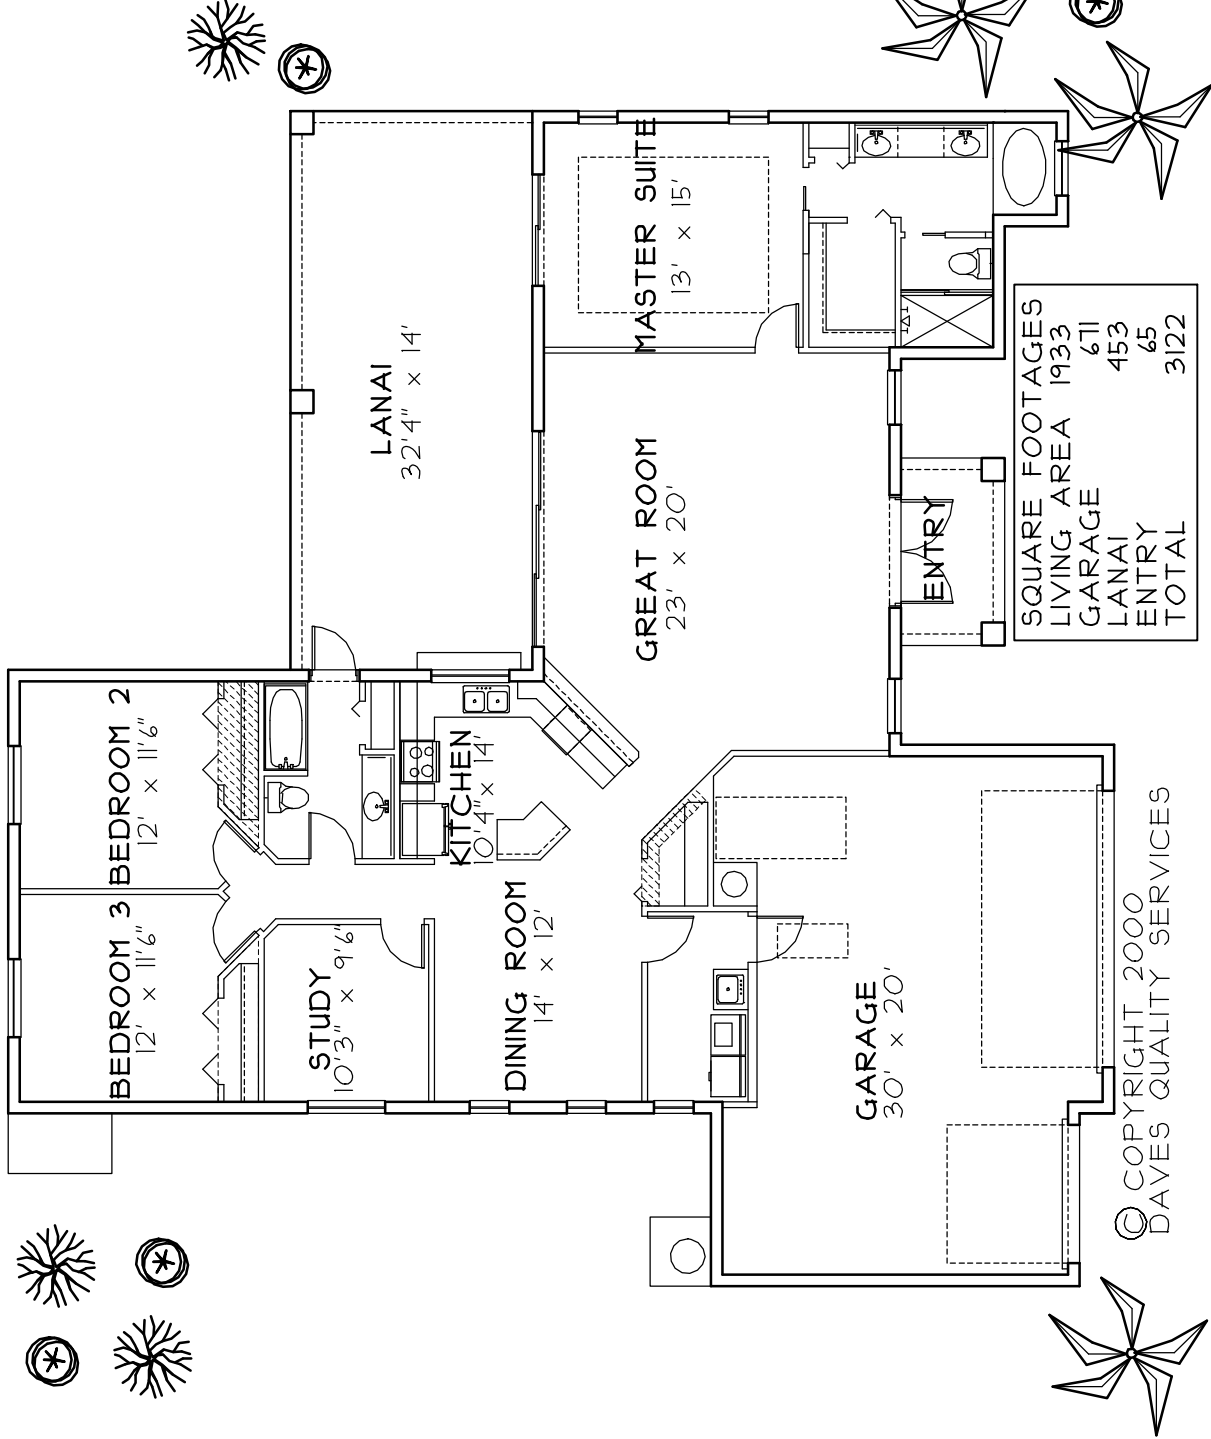 BEDROOM 3
12' x 11'6"
BEDROOM 2
12' x 11'6"
STUDY
10'3" x 9'6"
LANAI
32'4" x 14'
KITCHEN
10'4" x 14'
DINING ROOM
14' x 12'
GREAT ROOM
23' x 20'
MASTER SUITE
13' x 15'
GARAGE
30' x 20'
ENTRY
SQUARE FOOTAGES
LIVING AREA 1933
GARAGE 671
LANAI 453
ENTRY 65
TOTAL 3122
© COPYRIGHT 2000
DAVES QUALITY SERVICES